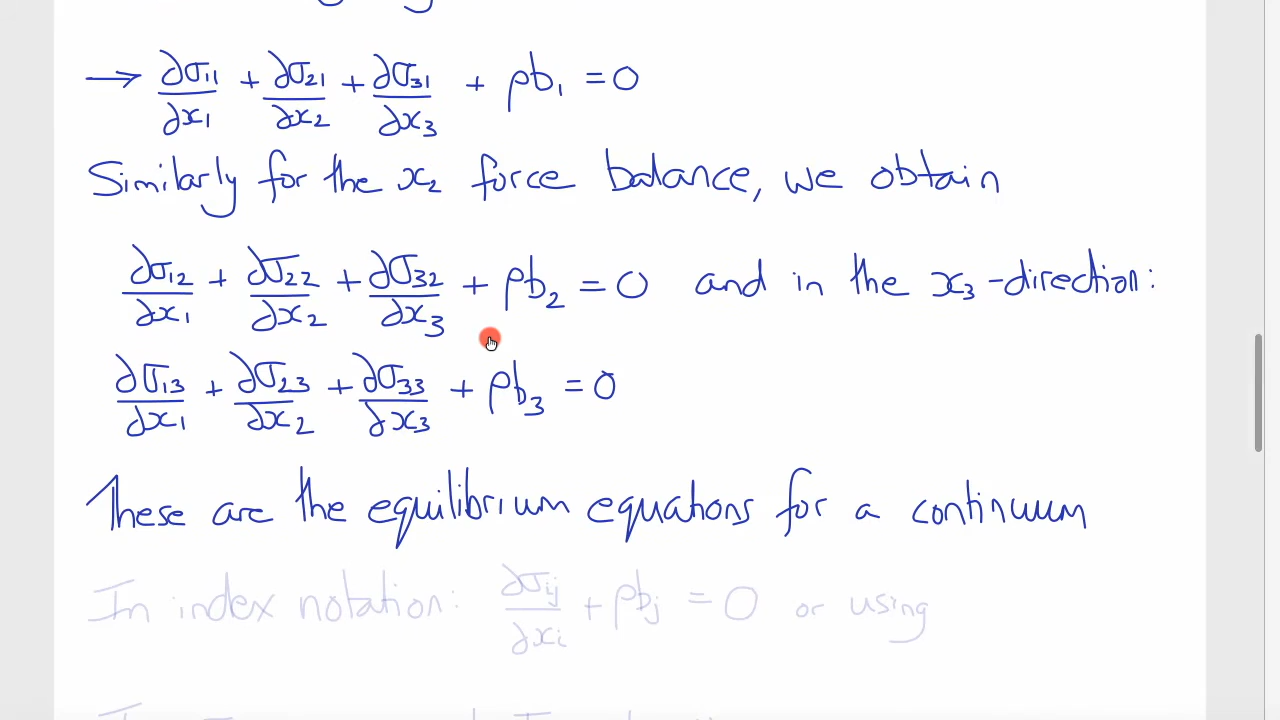 → ∂σ₁₁/∂x₁ + ∂σ₂₁/∂x₂ + ∂σ₃₁/∂x₃ + ρb₁ = 0
Similarly for the x₂ force balance, we obtain
∂σ₁₂/∂x₁ + ∂σ₂₂/∂x₂ + ∂σ₃₂/∂x₃ + ρb₂ = 0 and in the x₃-direction:
∂σ₁₃/∂x₁ + ∂σ₂₃/∂x₂ + ∂σ₃₃/∂x₃ + ρb₃ = 0
These are the equilibrium equations for a continuum
In index notation: ∂σᵢⱼ/∂xᵢ + ρbⱼ = 0 or using